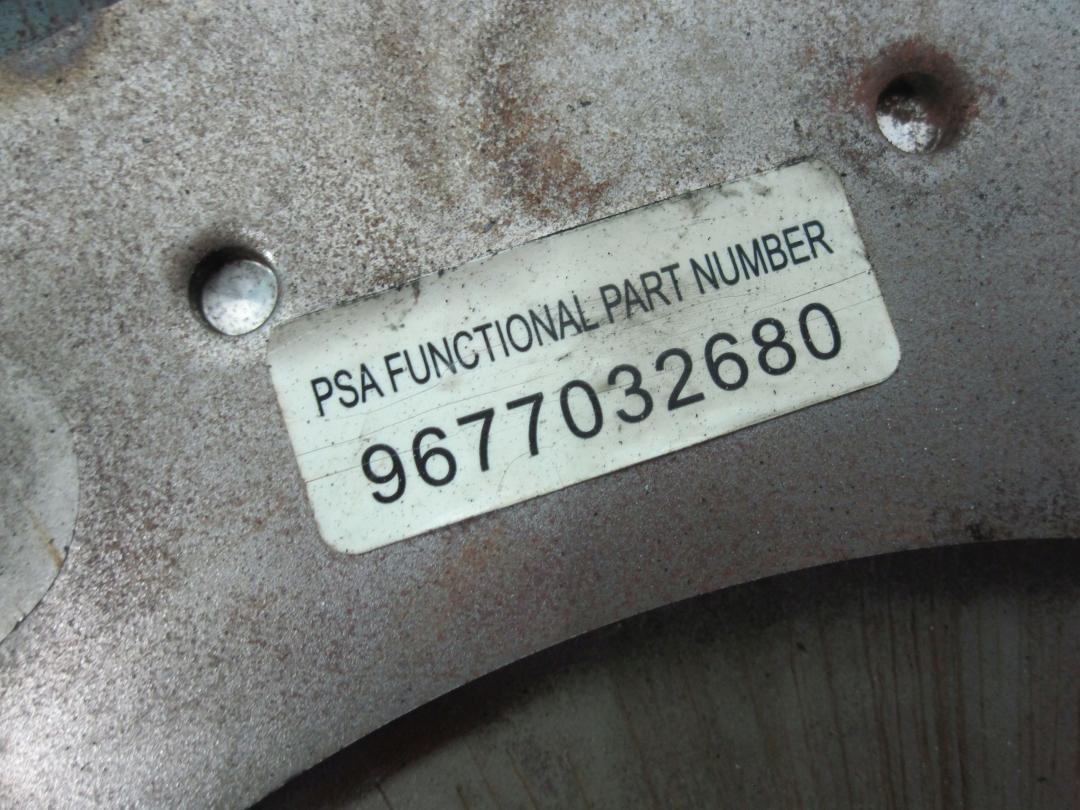 PSA FUNCTIONAL PART NUMBER
9677032680